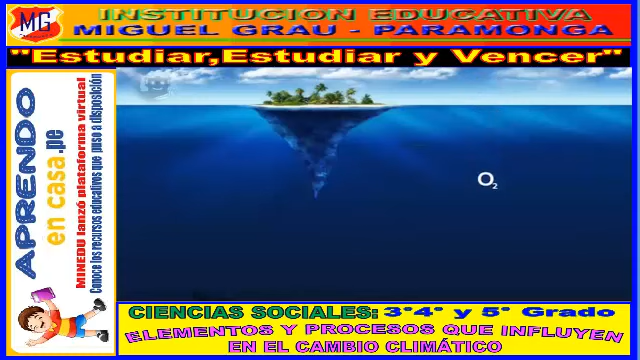 MG
INSTITUCION EDUCATIVA
MIGUEL GRAU - PARAMONGA
"Estudiar,Estudiar y Vencer"
APRENDO
en casa.pe
MINEDU lanzó plataforma virtual
Conoce los recursos educativos que puso a disposición
O₂
CIENCIAS SOCIALES: 3°4° y 5° Grado
ELEMENTOS Y PROCESOS QUE INFLUYEN
EN EL CAMBIO CLIMÁTICO